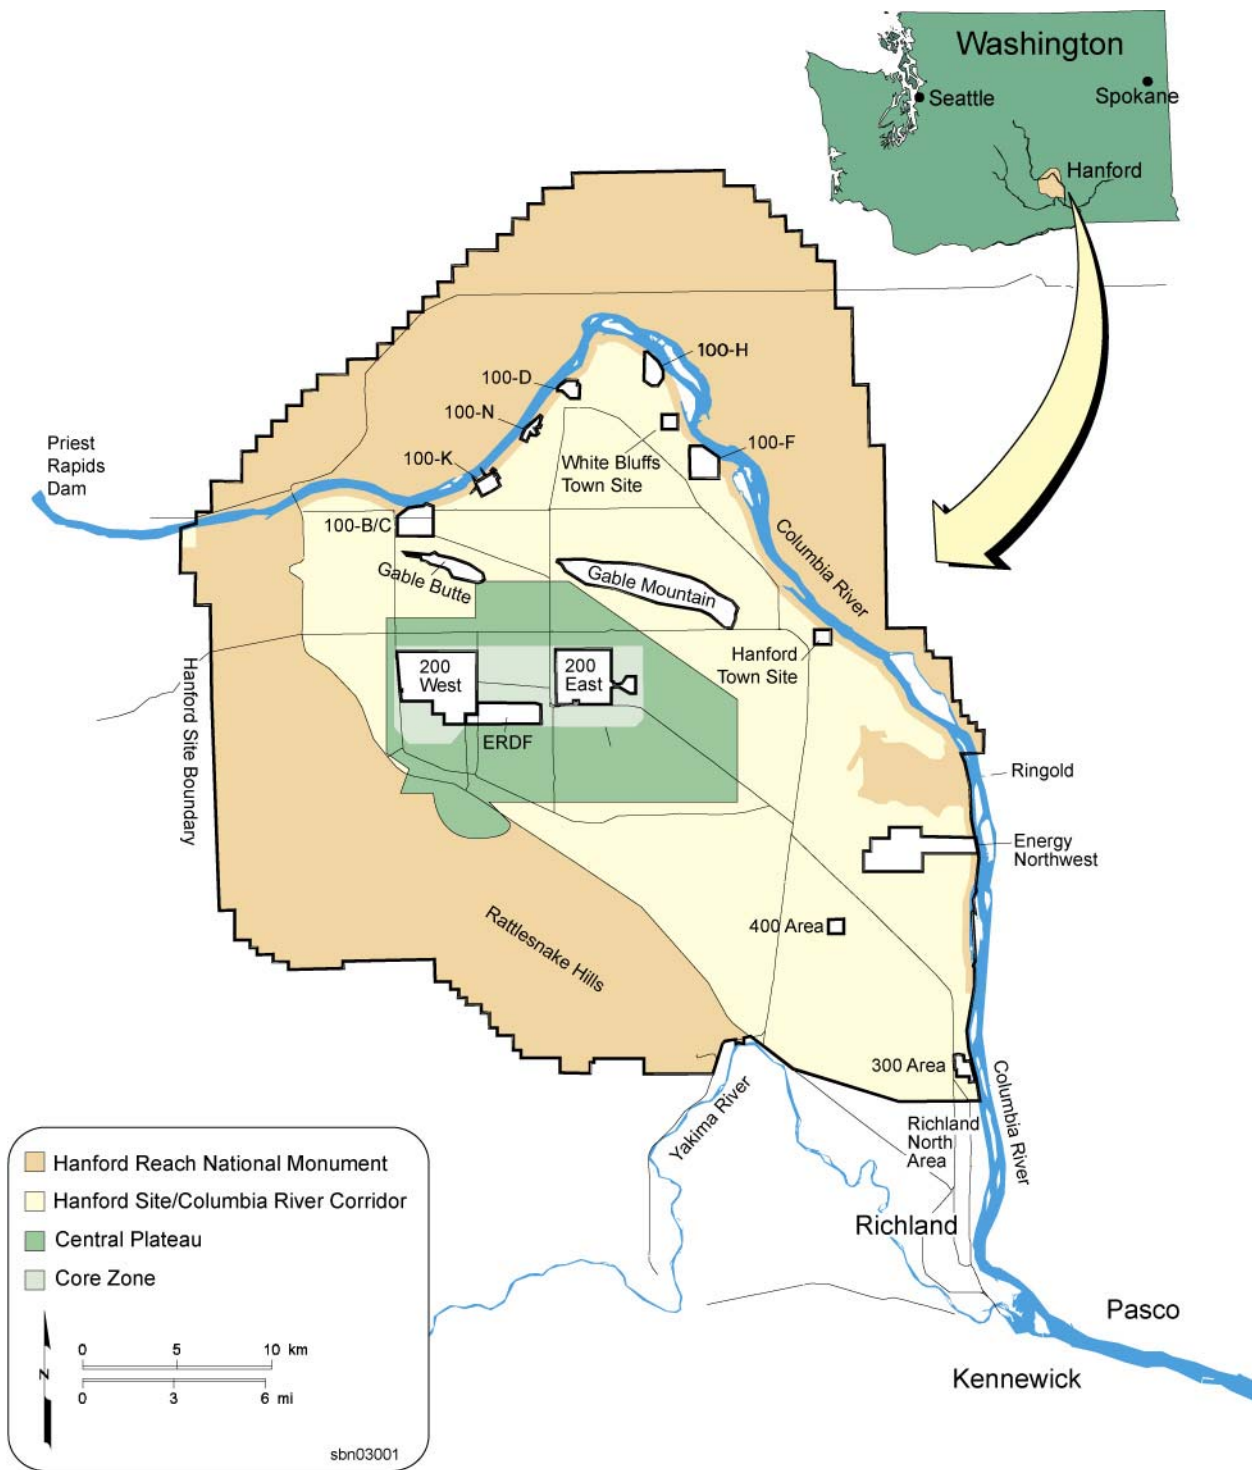 Washington
Seattle
Spokane
Hanford
100-H
100-D
100-N
100-F
Priest
Rapids
Dam
100-K
White Bluffs
Town Site
100-B/C
Columbia River
Gable Butte
Gable Mountain
Hanford Site Boundary
200
West
200
East
Hanford
Town Site
ERDF
Ringold
Energy
Northwest
400 Area
Rattlesnake Hills
300 Area
Columbia River
Yakima River
Richland
North
Area
Richland
Pasco
Kennewick
Hanford Reach National Monument
Hanford Site/Columbia River Corridor
Central Plateau
Core Zone
N
0 5 10 km
0 3 6 mi
sbn03001